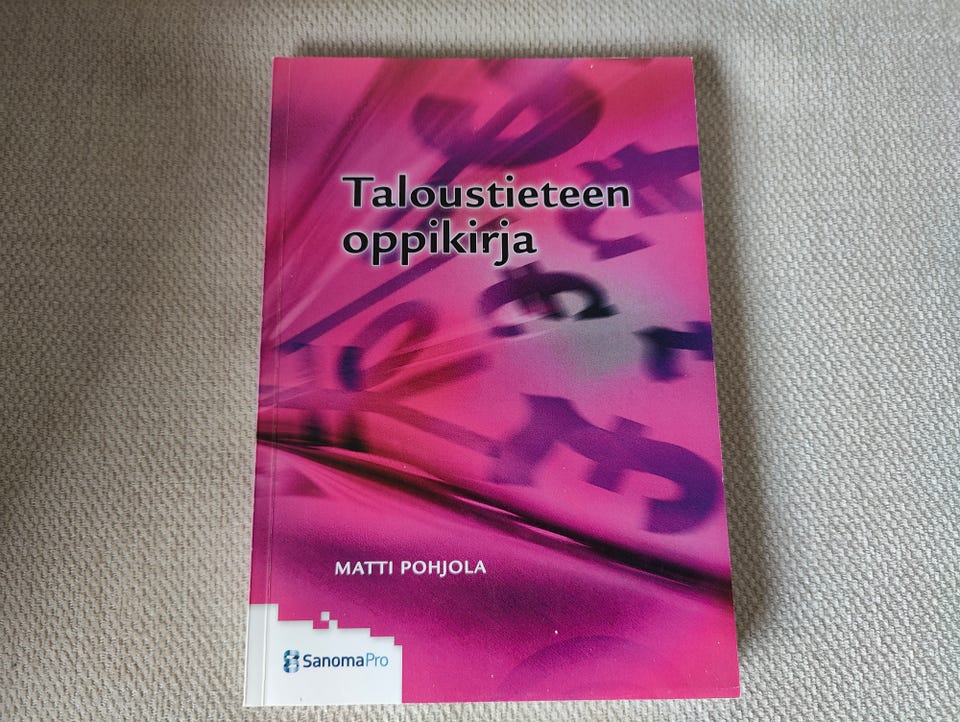 Taloustieteen
oppikirja
MATTI POHJOLA
SanomaPro